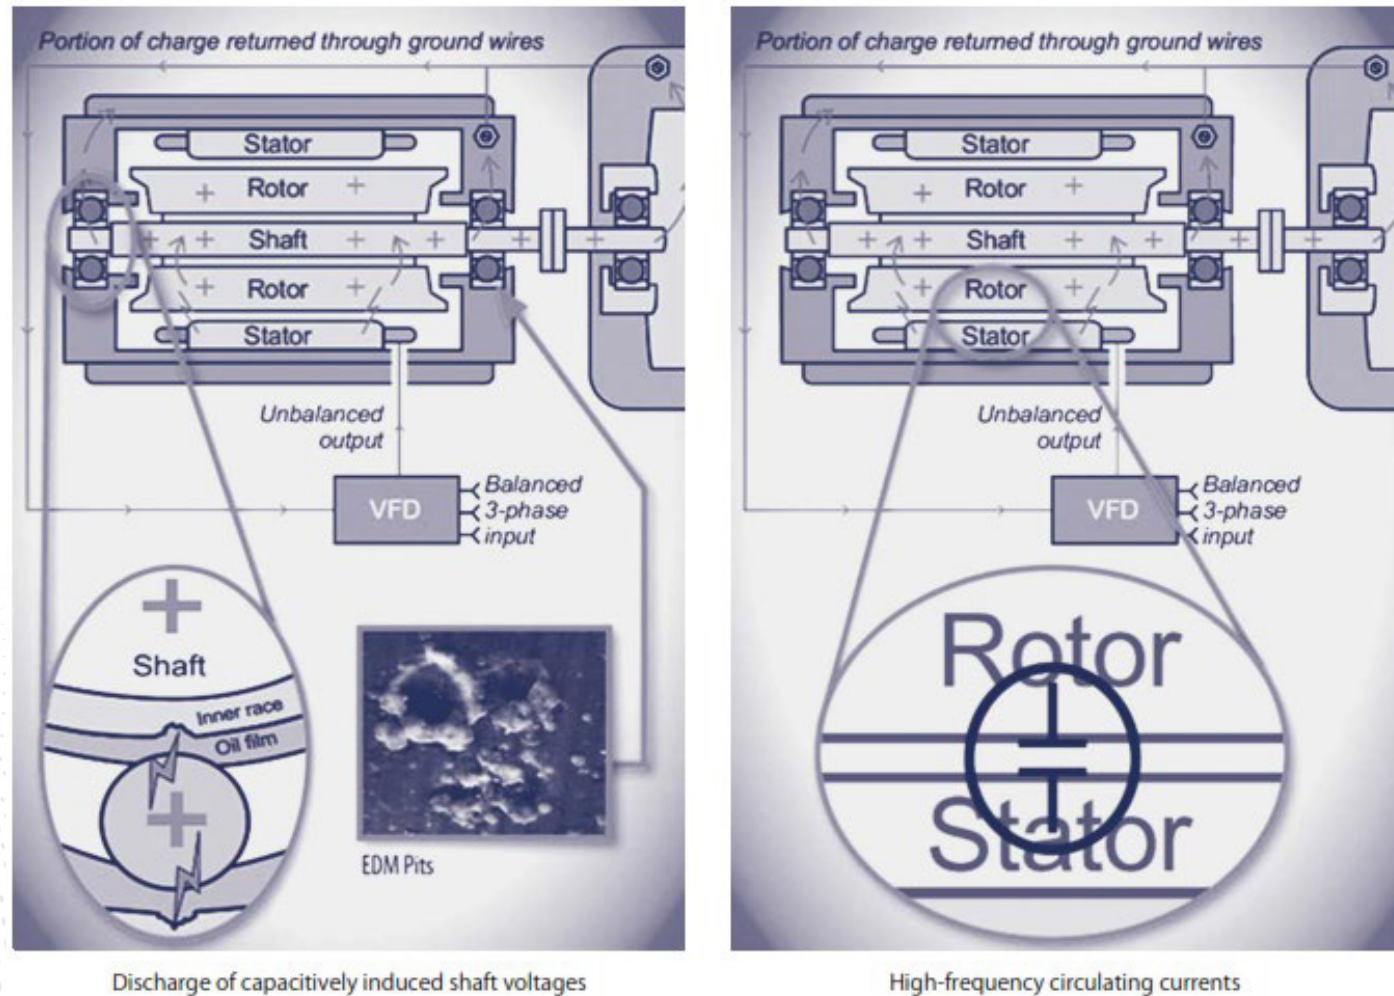 Portion of charge returned through ground wires
Stator
Rotor
Shaft
Rotor
Stator
Unbalanced
output
VFD
Balanced
3-phase
input
Shaft
Inner race
Oil film
EDM Pits
Discharge of capacitively induced shaft voltages
Portion of charge returned through ground wires
Stator
Rotor
Shaft
Rotor
Stator
Unbalanced
output
VFD
Balanced
3-phase
input
Rotor
Stator
High-frequency circulating currents